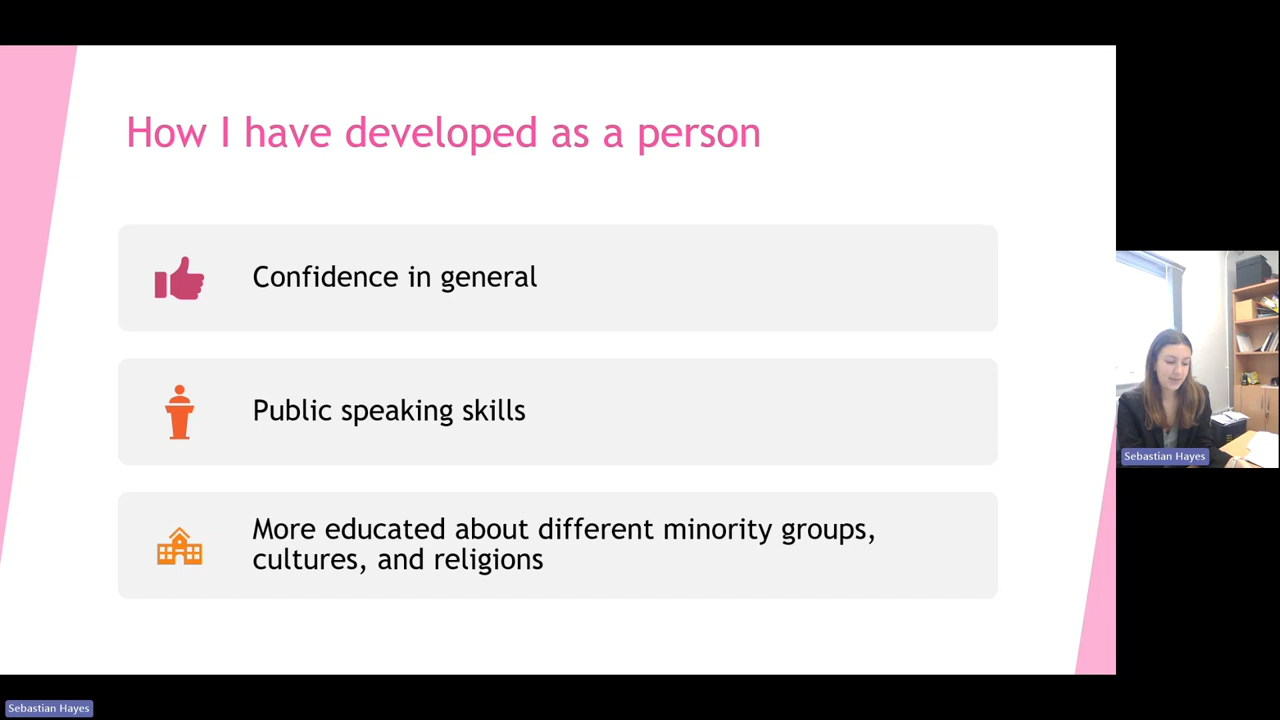 How I have developed as a person
Confidence in general
Public speaking skills
More educated about different minority groups,
cultures, and religions
Sebastian Hayes
Sebastian Hayes